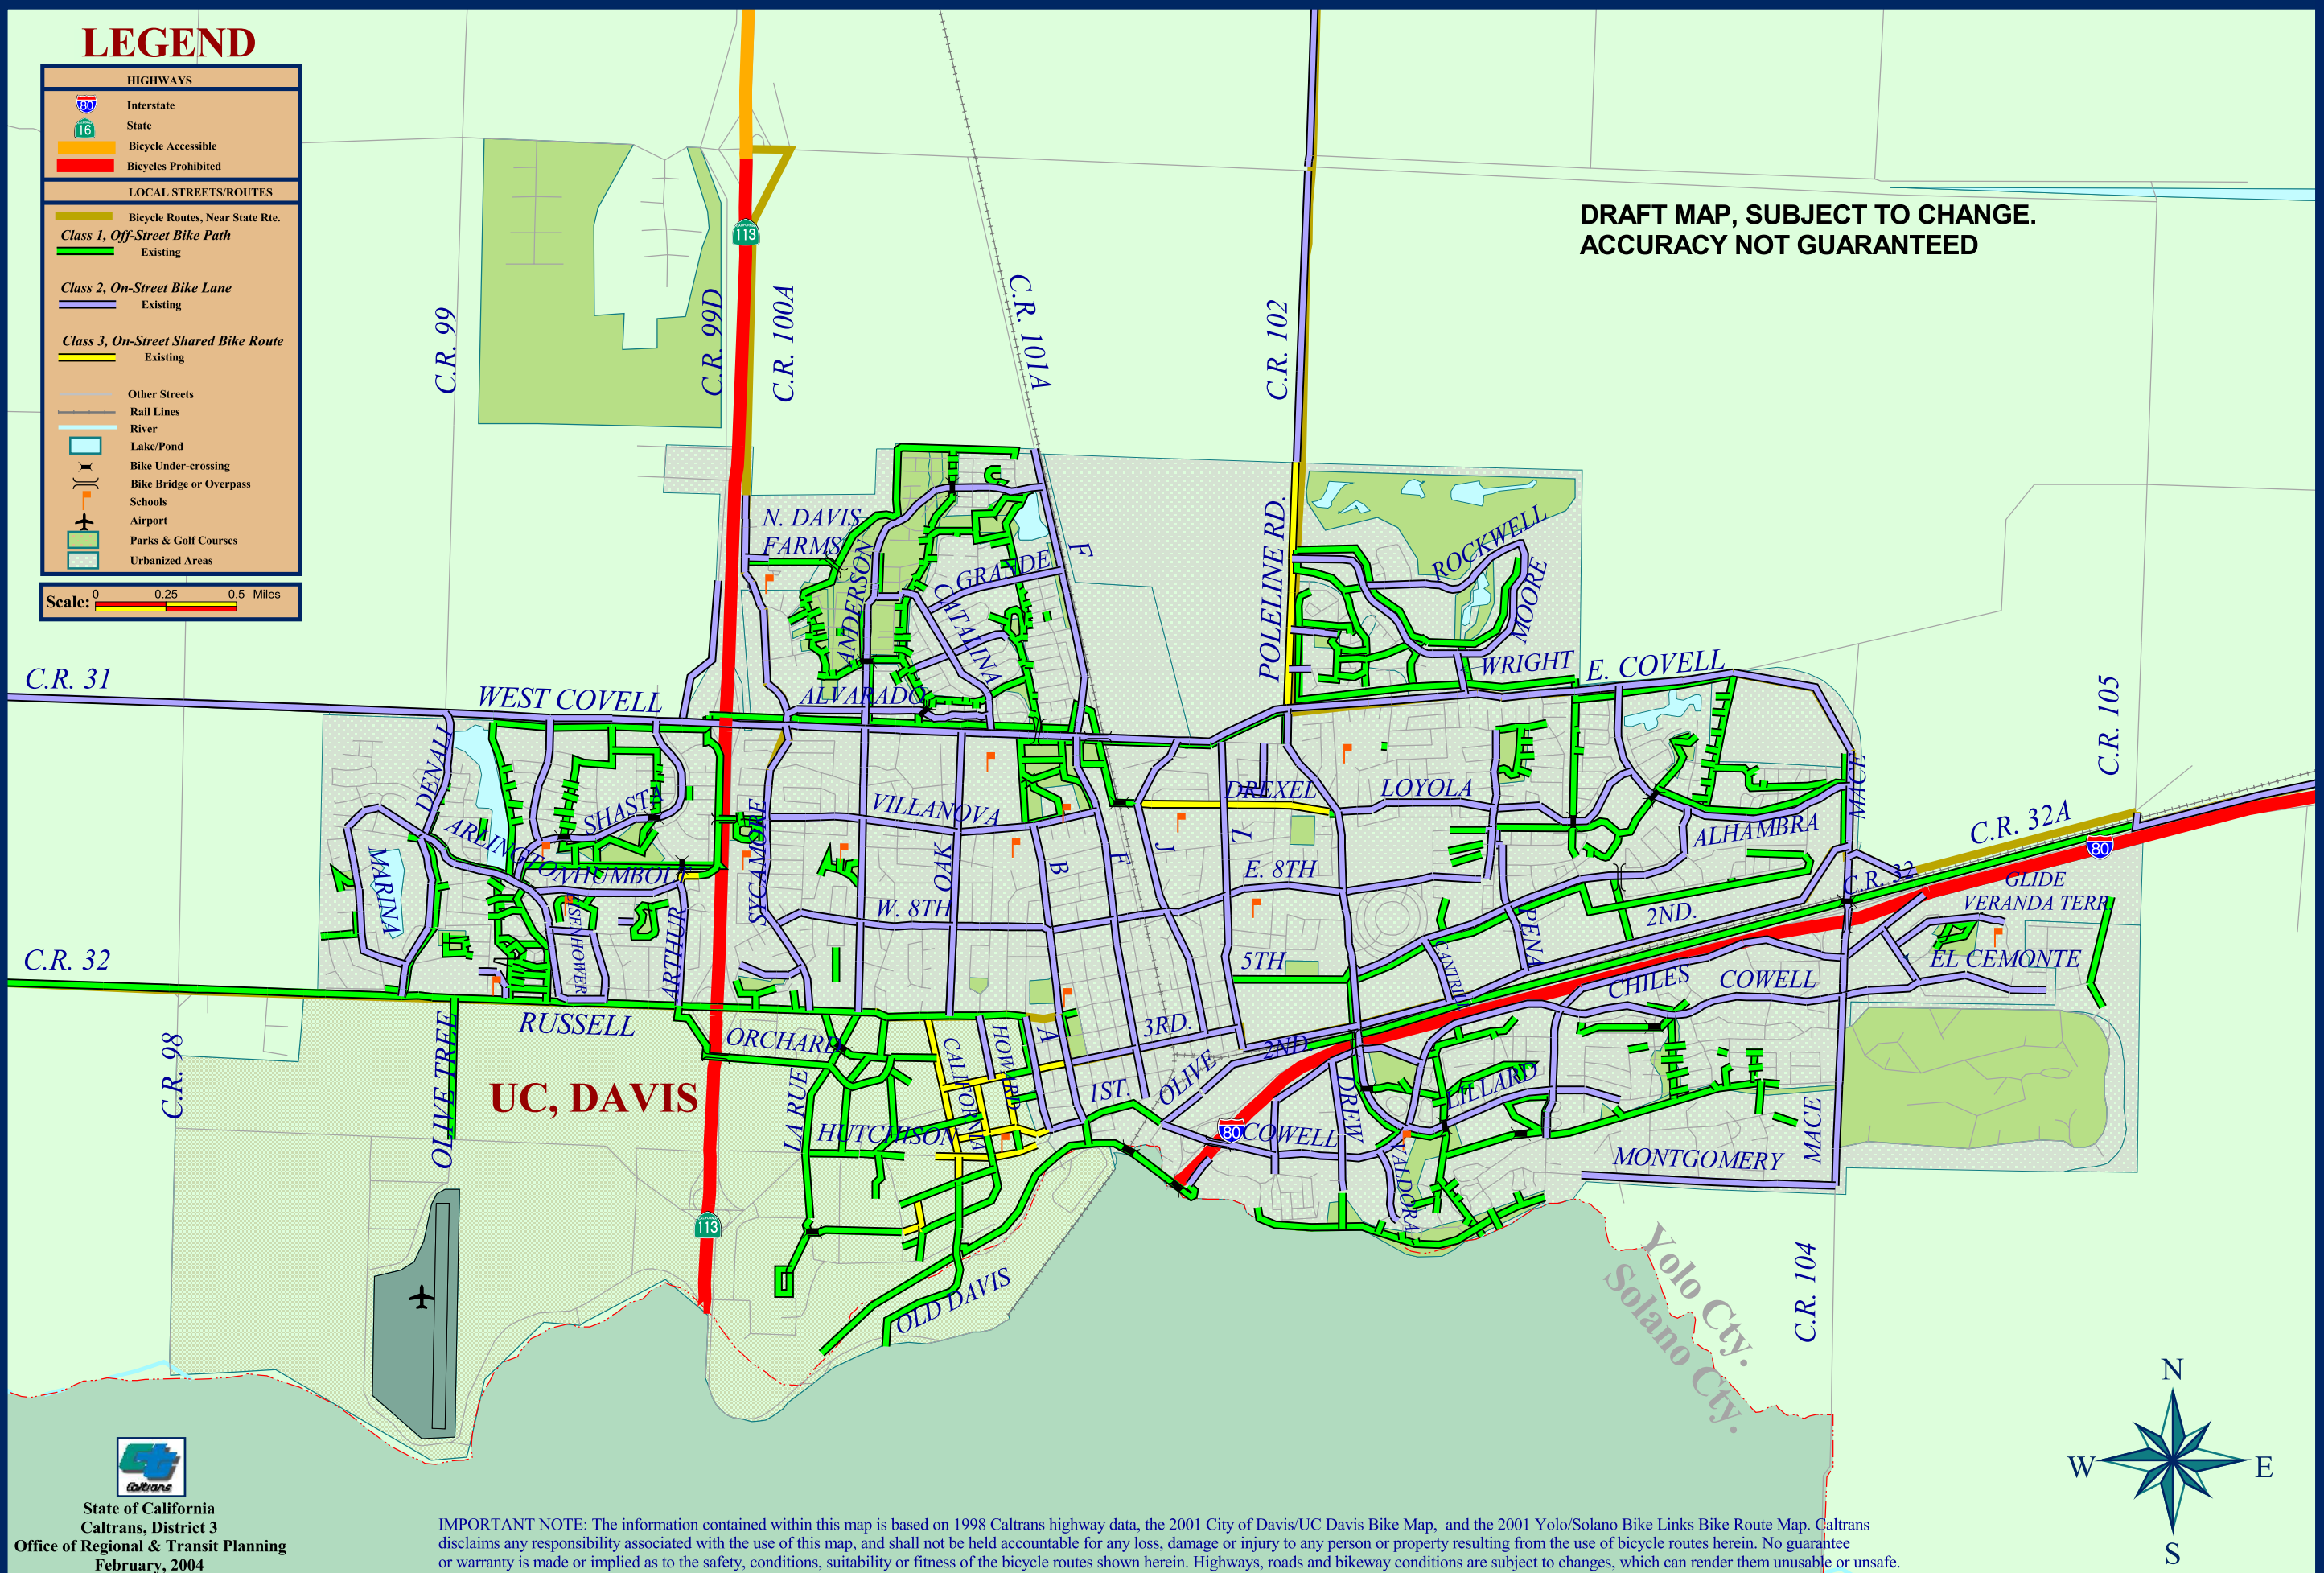 LEGEND
HIGHWAYS
80
Interstate
16
State
Bicycle Accessible
Bicycles Prohibited
LOCAL STREETS/ROUTES
Bicycle Routes, Near State Rte.
Class 1, Off-Street Bike Path
Existing
Class 2, On-Street Bike Lane
Existing
Class 3, On-Street Shared Bike Route
Existing
Other Streets
Rail Lines
River
Lake/Pond
Bike Under-crossing
Bike Bridge or Overpass
Schools
Airport
Parks & Golf Courses
Urbanized Areas
Scale: 0 0.25 0.5 Miles
DRAFT MAP, SUBJECT TO CHANGE.
ACCURACY NOT GUARANTEED
113
C.R. 99
C.R. 99D
C.R. 100A
C.R. 101A
C.R. 102
N. DAVIS
FARMS
ANDERSON
GRANDE
CATALINA
F
POLELINE RD.
ROCKWELL
MOORE
WRIGHT
E. COVELL
C.R. 31
WEST COVELL
ALVARADO
C.R. 105
DENALI
SHASTA
ARLINGTON
HUMBOLT
MARINA
EISENHOWER
ARTHUR
SYCAMORE
VILLANOVA
OAK
W. 8TH
B
F
J
L
DREXEL
LOYOLA
E. 8TH
ALHAMBRA
MACE
C.R. 32A
80
C.R. 32
GLIDE
VERANDA TERR
2ND.
PENA
CANTRILL
5TH
EL CEMONTE
CHILES
COWELL
C.R. 32
RUSSELL
ORCHARD
A
3RD.
2ND
HOWARD
CALIFORNIA
C.R. 98
OLIVE TREE
UC, DAVIS
LA RUE
HUTCHISON
1ST.
OLIVE
80
COWELL
DREW
LILLARD
VALDORA
MONTGOMERY
MACE
113
OLD DAVIS
Yolo Cty.
Solano Cty.
C.R. 104
N
W
E
S
Caltrans
State of California
Caltrans, District 3
Office of Regional & Transit Planning
February, 2004
IMPORTANT NOTE: The information contained within this map is based on 1998 Caltrans highway data, the 2001 City of Davis/UC Davis Bike Map, and the 2001 Yolo/Solano Bike Links Bike Route Map. Caltrans
disclaims any responsibility associated with the use of this map, and shall not be held accountable for any loss, damage or injury to any person or property resulting from the use of bicycle routes herein. No guarantee
or warranty is made or implied as to the safety, conditions, suitability or fitness of the bicycle routes shown herein. Highways, roads and bikeway conditions are subject to changes, which can render them unusable or unsafe.